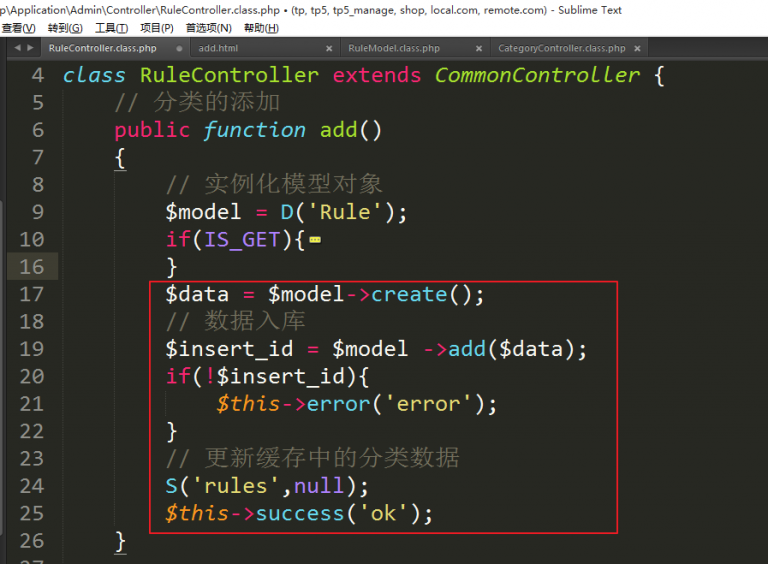 p\Application\Admin\Controller\RuleController.class.php • (tp, tp5, tp5_manage, shop, local.com, remote.com) - Sublime Text
查看(V) 转到(G) 工具(T) 项目(P) 首选项(N) 帮助(H)
RuleController.class.php add.html RuleModel.class.php CategoryController.class.php
4 class RuleController extends CommonController {
5 // 分类的添加
6 public function add()
7 {
8 // 实例化模型对象
9 $model = D('Rule');
10 if(IS_GET){
16 }
17 $data = $model->create();
18 // 数据入库
19 $insert_id = $model ->add($data);
20 if(!$insert_id){
21 $this->error('error');
22 }
23 // 更新缓存中的分类数据
24 S('rules',null);
25 $this->success('ok');
26 }